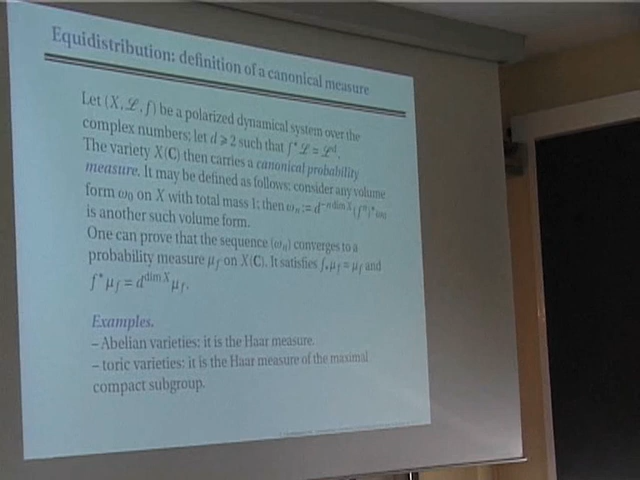 Equidistribution: definition of a canonical measure
Let (X, ℒ, f) be a polarized dynamical system over the
complex numbers; let d ⩾ 2 such that f*ℒ = ℒᵈ.
The variety X(C) then carries a canonical probability
measure. It may be defined as follows: consider any volume
form ω₀ on X with total mass 1; then ωₙ := d^{-n dim X}(fⁿ)*ω₀
is another such volume form.
One can prove that the sequence (ωₙ) converges to a
probability measure μ_f on X(C). It satisfies f_*μ_f = μ_f and
f*μ_f = d^{dim X}μ_f.
Examples.
– Abelian varieties: it is the Haar measure.
– toric varieties: it is the Haar measure of the maximal
compact subgroup.